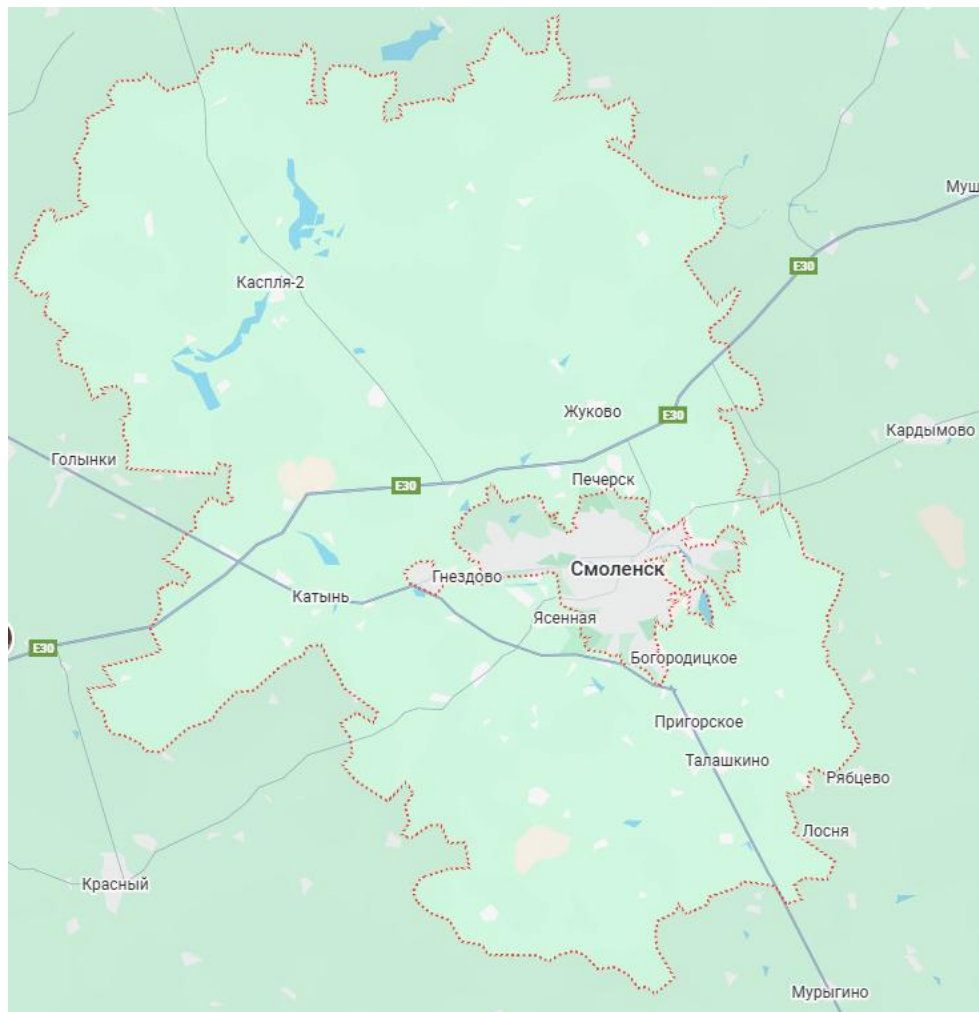 Муш
E30
Каспля-2
Жуково
E30
Кардымово
Голынки
E30
Печерск
Смоленск
Гнездово
Катынь
Ясенная
E30
Богородицкое
Пригорское
Талашкино
Рябцево
Лосня
Красный
Мурыгино